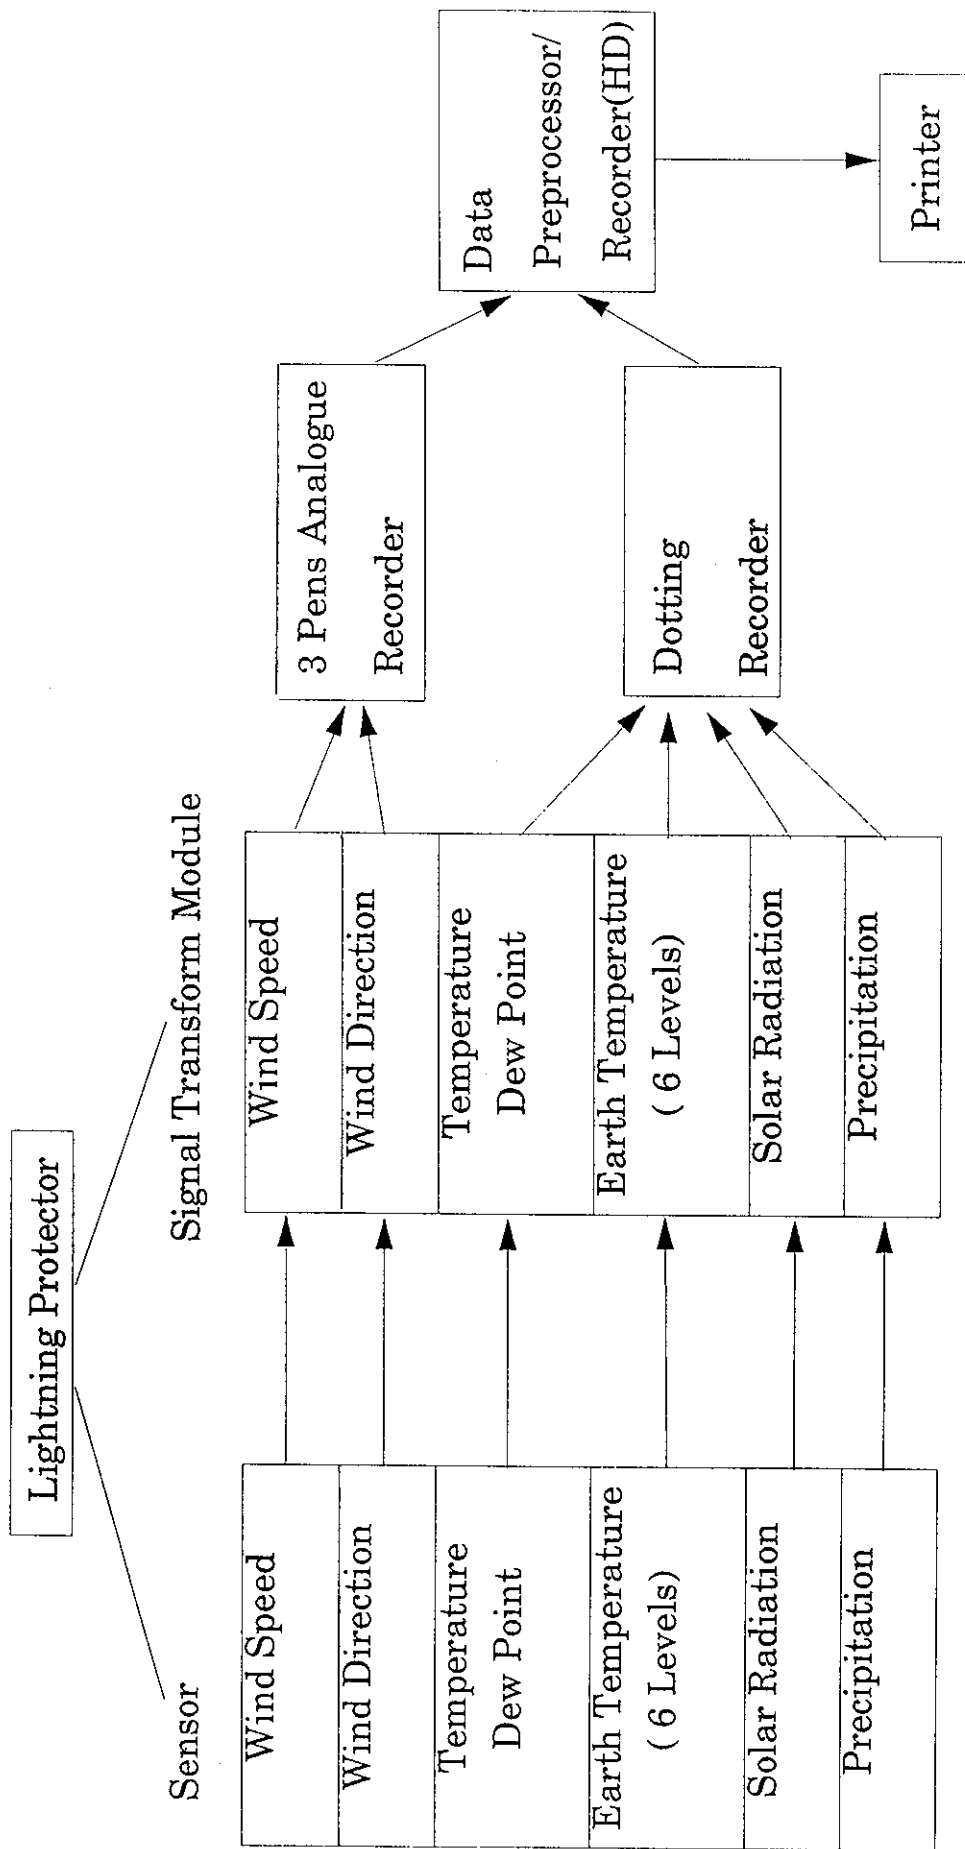 Lightning Protector
Sensor
Wind Speed
Wind Direction
Temperature
Dew Point
Earth Temperature
( 6 Levels)
Solar Radiation
Precipitation
Signal Transform Module
Wind Speed
Wind Direction
Temperature
Dew Point
Earth Temperature
( 6 Levels)
Solar Radiation
Precipitation
3 Pens Analogue
Recorder
Dotting
Recorder
Data
Preprocessor/
Recorder(HD)
Printer